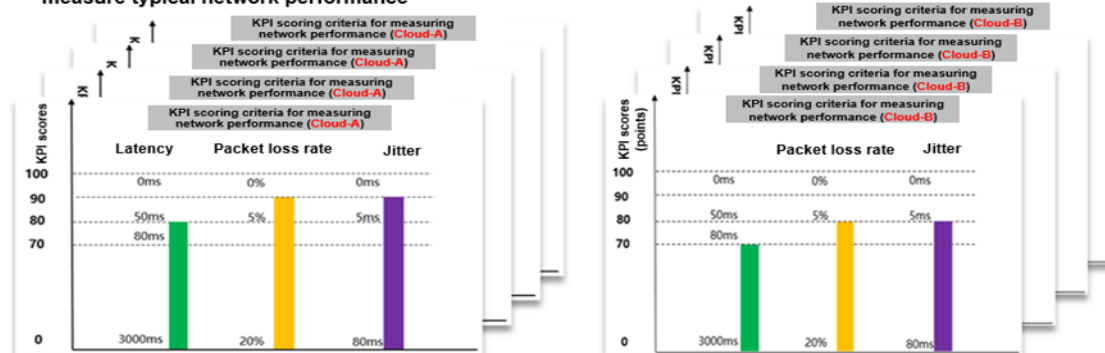 measure typical network performance
KPI scoring criteria for measuring
network performance (Cloud-A)
KPI scoring criteria for measuring
network performance (Cloud-A)
KPI scoring criteria for measuring
network performance (Cloud-A)
KPI scoring criteria for measuring
network performance (Cloud-A)
KPI scores
Latency Packet loss rate Jitter
100
0ms 0% 0ms
90
50ms 5% 5ms
80
80ms
70
0
3000ms 20% 80ms
KPI scoring criteria for measuring
network performance (Cloud-B)
KPI scoring criteria for measuring
network performance (Cloud-B)
KPI scoring criteria for measuring
network performance (Cloud-B)
KPI scoring criteria for measuring
network performance (Cloud-B)
KPI
KPI
KPI
KPI scores
(points)
Packet loss rate Jitter
100
0ms 0% 0ms
90
50ms 5% 5ms
80
80ms
70
0
3000ms 20% 80ms